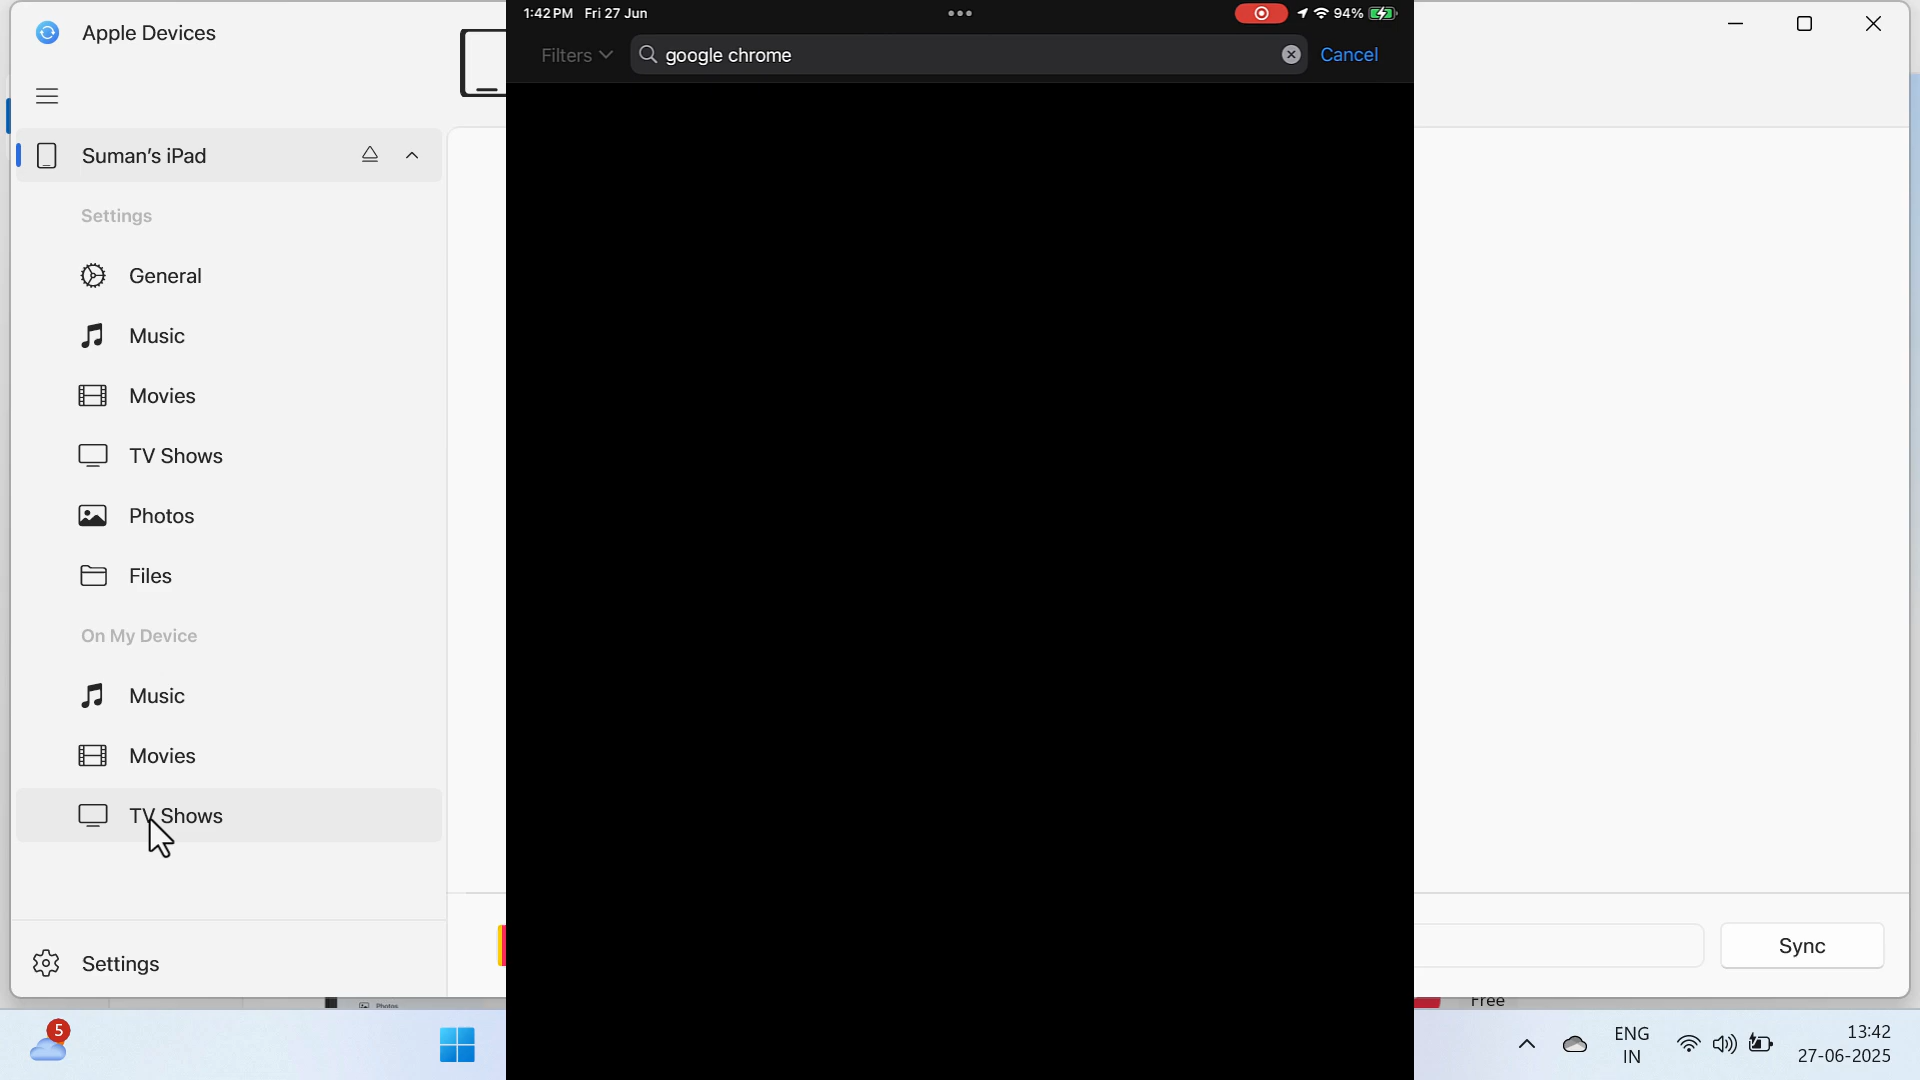 Apple Devices
Suman's iPad
Settings
General
Music
Movies
TV Shows
Photos
Files
On My Device
Music
Movies
TV Shows
Settings
1:42 PM Fri 27 Jun
94%
Filters
google chrome
Cancel
Sync
Photos
Free
5
ENG
IN
13:42
27-06-2025